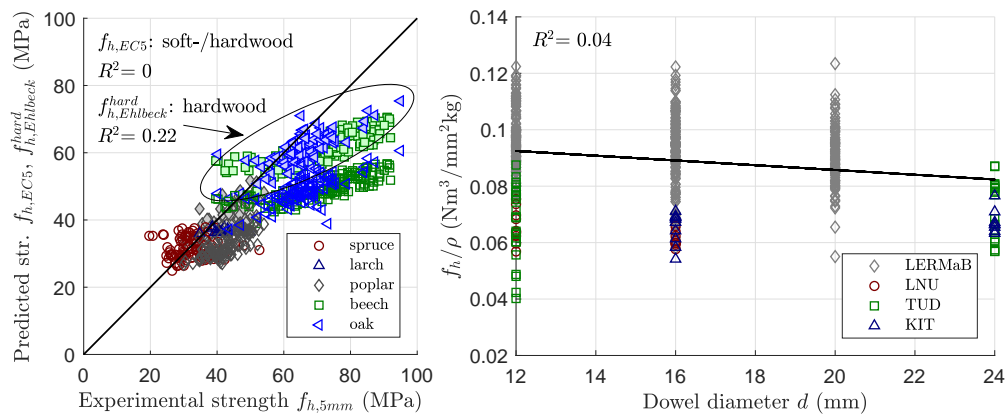 Predicted str. f_{h,EC5}, f_{h,Ehlbeck}^{hard} (MPa)
100
80
60
40
20
0
f_{h,EC5}: soft-/hardwood
R²= 0
f_{h,Ehlbeck}^{hard}: hardwood
R²= 0.22
spruce
larch
poplar
beech
oak
0 20 40 60 80 100
Experimental strength f_{h,5mm} (MPa)
f_h/ρ (Nm³/mm²kg)
0.14
0.12
0.1
0.08
0.06
0.04
0.02
R²= 0.04
LERMaB
LNU
TUD
KIT
12 14 16 18 20 22 24
Dowel diameter d (mm)